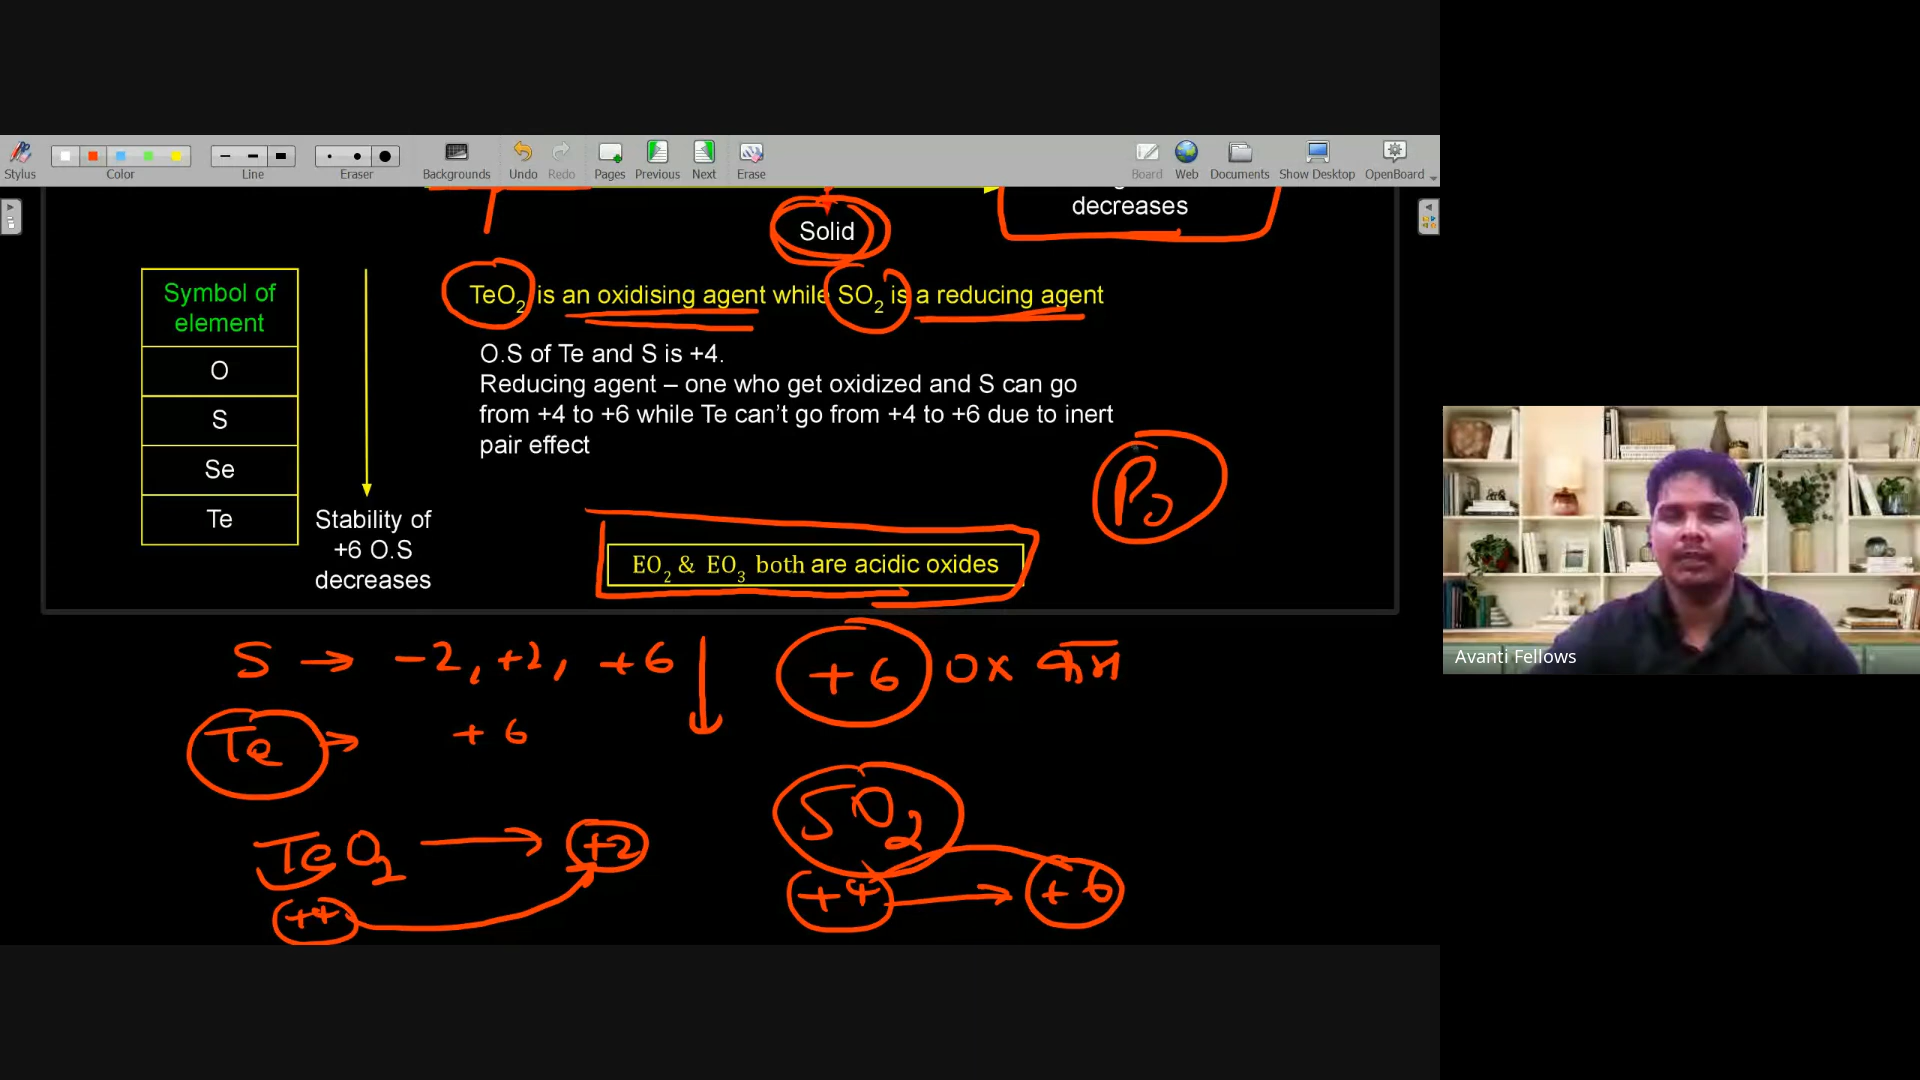 Stylus
Color
Line
Eraser
Backgrounds
Undo
Redo
Pages
Previous
Next
Erase
Board
Web
Documents
Show Desktop
OpenBoard
decreases
Solid
TeO₂ is an oxidising agent while SO₂ is a reducing agent
Symbol of
element
O
S
Se
Te
O.S of Te and S is +4.
Reducing agent – one who get oxidized and S can go
from +4 to +6 while Te can't go from +4 to +6 due to inert
pair effect
Po
Stability of
+6 O.S
decreases
EO₂ & EO₃ both are acidic oxides
S → -2, +2, +6
+6 ox कम
Te → +6
SO₂
TeO₂ → +2
+4
+4 → +6
Avanti Fellows